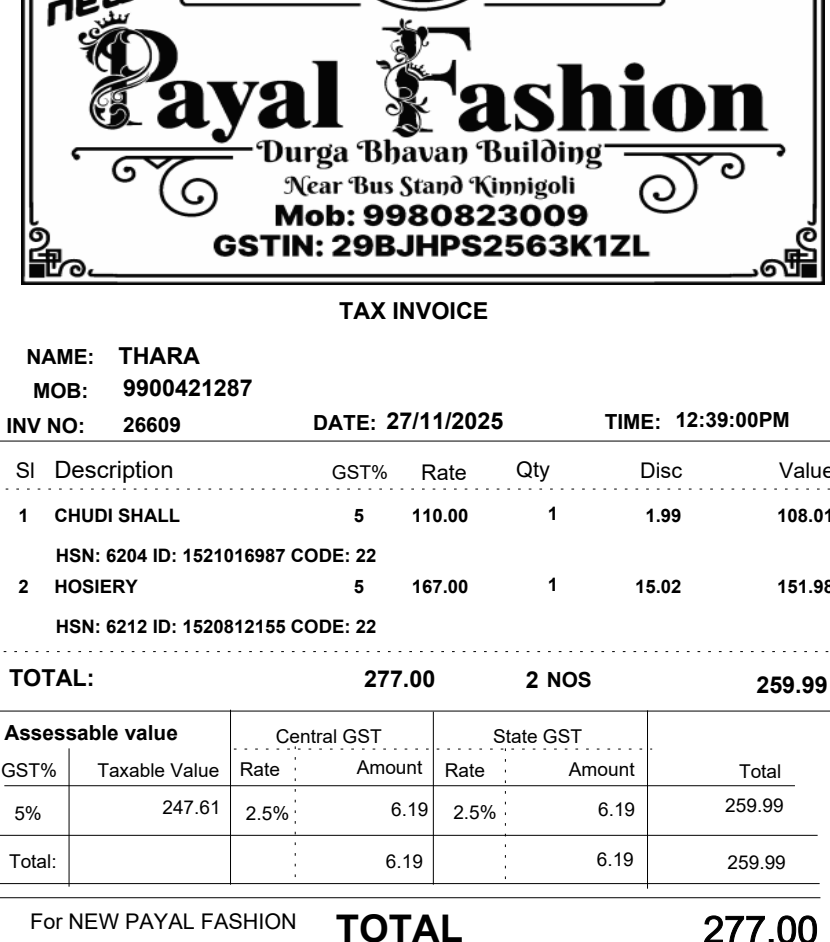 new
Payal Fashion
Durga Bhavan Building
Near Bus Stand Kinnigoli
Mob: 9980823009
GSTIN: 29BJHPS2563K1ZL
TAX INVOICE
NAME: THARA
MOB: 9900421287
INV NO: 26609 DATE: 27/11/2025 TIME: 12:39:00PM
Sl Description GST% Rate Qty Disc Value
1 CHUDI SHALL 5 110.00 1 1.99 108.01
HSN: 6204 ID: 1521016987 CODE: 22
2 HOSIERY 5 167.00 1 15.02 151.98
HSN: 6212 ID: 1520812155 CODE: 22
TOTAL: 277.00 2 NOS 259.99
Assessable value Central GST State GST
GST% Taxable Value Rate Amount Rate Amount Total
5% 247.61 2.5% 6.19 2.5% 6.19 259.99
Total: 6.19 6.19 259.99
For NEW PAYAL FASHION TOTAL 277.00